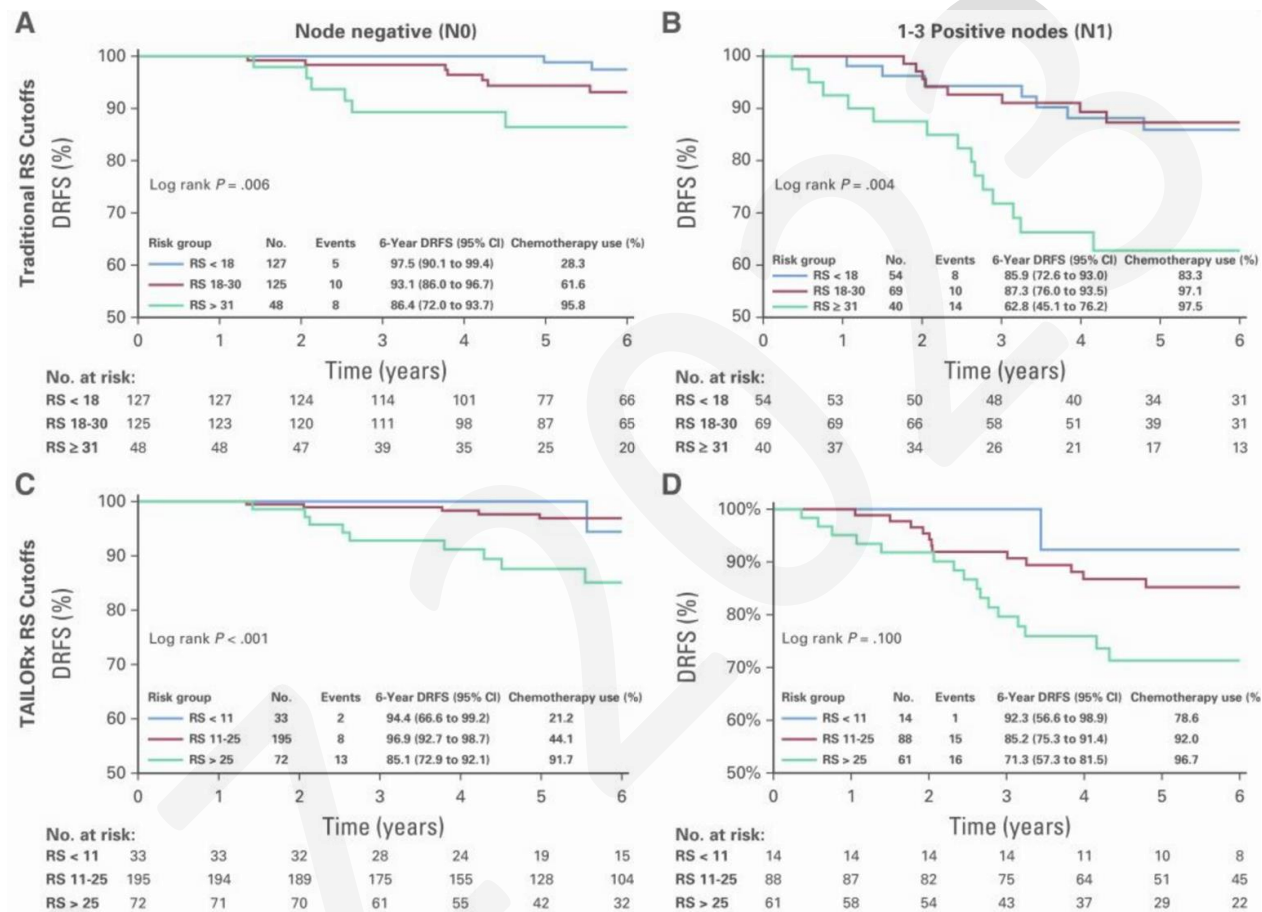 A
Node negative (N0)
Traditional RS Cutoffs
DRFS (%)
100
90
80
70
60
50
Log rank P = .006
Risk group No. Events 6-Year DRFS (95% CI) Chemotherapy use (%)
RS < 18 127 5 97.5 (90.1 to 99.4) 28.3
RS 18-30 125 10 93.1 (86.0 to 96.7) 61.6
RS > 31 48 8 86.4 (72.0 to 93.7) 95.8
0 1 2 3 4 5 6
Time (years)
No. at risk:
RS < 18 127 127 124 114 101 77 66
RS 18-30 125 123 120 111 98 87 65
RS ≥ 31 48 48 47 39 35 25 20
B
1-3 Positive nodes (N1)
DRFS (%)
100
90
80
70
60
50
Log rank P = .004
Risk group No. Events 6-Year DRFS (95% CI) Chemotherapy use (%)
RS < 18 54 8 85.9 (72.6 to 93.0) 83.3
RS 18-30 69 10 87.3 (76.0 to 93.5) 97.1
RS ≥ 31 40 14 62.8 (45.1 to 76.2) 97.5
0 1 2 3 4 5 6
Time (years)
No. at risk:
RS < 18 54 53 50 48 40 34 31
RS 18-30 69 69 66 58 51 39 31
RS ≥ 31 40 37 34 26 21 17 13
C
TAILORx RS Cutoffs
DRFS (%)
100
90
80
70
60
50
Log rank P < .001
Risk group No. Events 6-Year DRFS (95% CI) Chemotherapy use (%)
RS < 11 33 2 94.4 (66.6 to 99.2) 21.2
RS 11-25 195 8 96.9 (92.7 to 98.7) 44.1
RS > 25 72 13 85.1 (72.9 to 92.1) 91.7
0 1 2 3 4 5 6
Time (years)
No. at risk:
RS < 11 33 33 32 28 24 19 15
RS 11-25 195 194 189 175 155 128 104
RS > 25 72 71 70 61 55 42 32
D
DRFS (%)
100%
90%
80%
70%
60%
50%
Log rank P = .100
Risk group No. Events 6-Year DRFS (95% CI) Chemotherapy use (%)
RS < 11 14 1 92.3 (56.6 to 98.9) 78.6
RS 11-25 88 15 85.2 (75.3 to 91.4) 92.0
RS > 25 61 16 71.3 (57.3 to 81.5) 96.7
0 1 2 3 4 5 6
Time (years)
No. at risk:
RS < 11 14 14 14 14 11 10 8
RS 11-25 88 87 82 75 64 51 45
RS > 25 61 58 54 43 37 29 22
2023